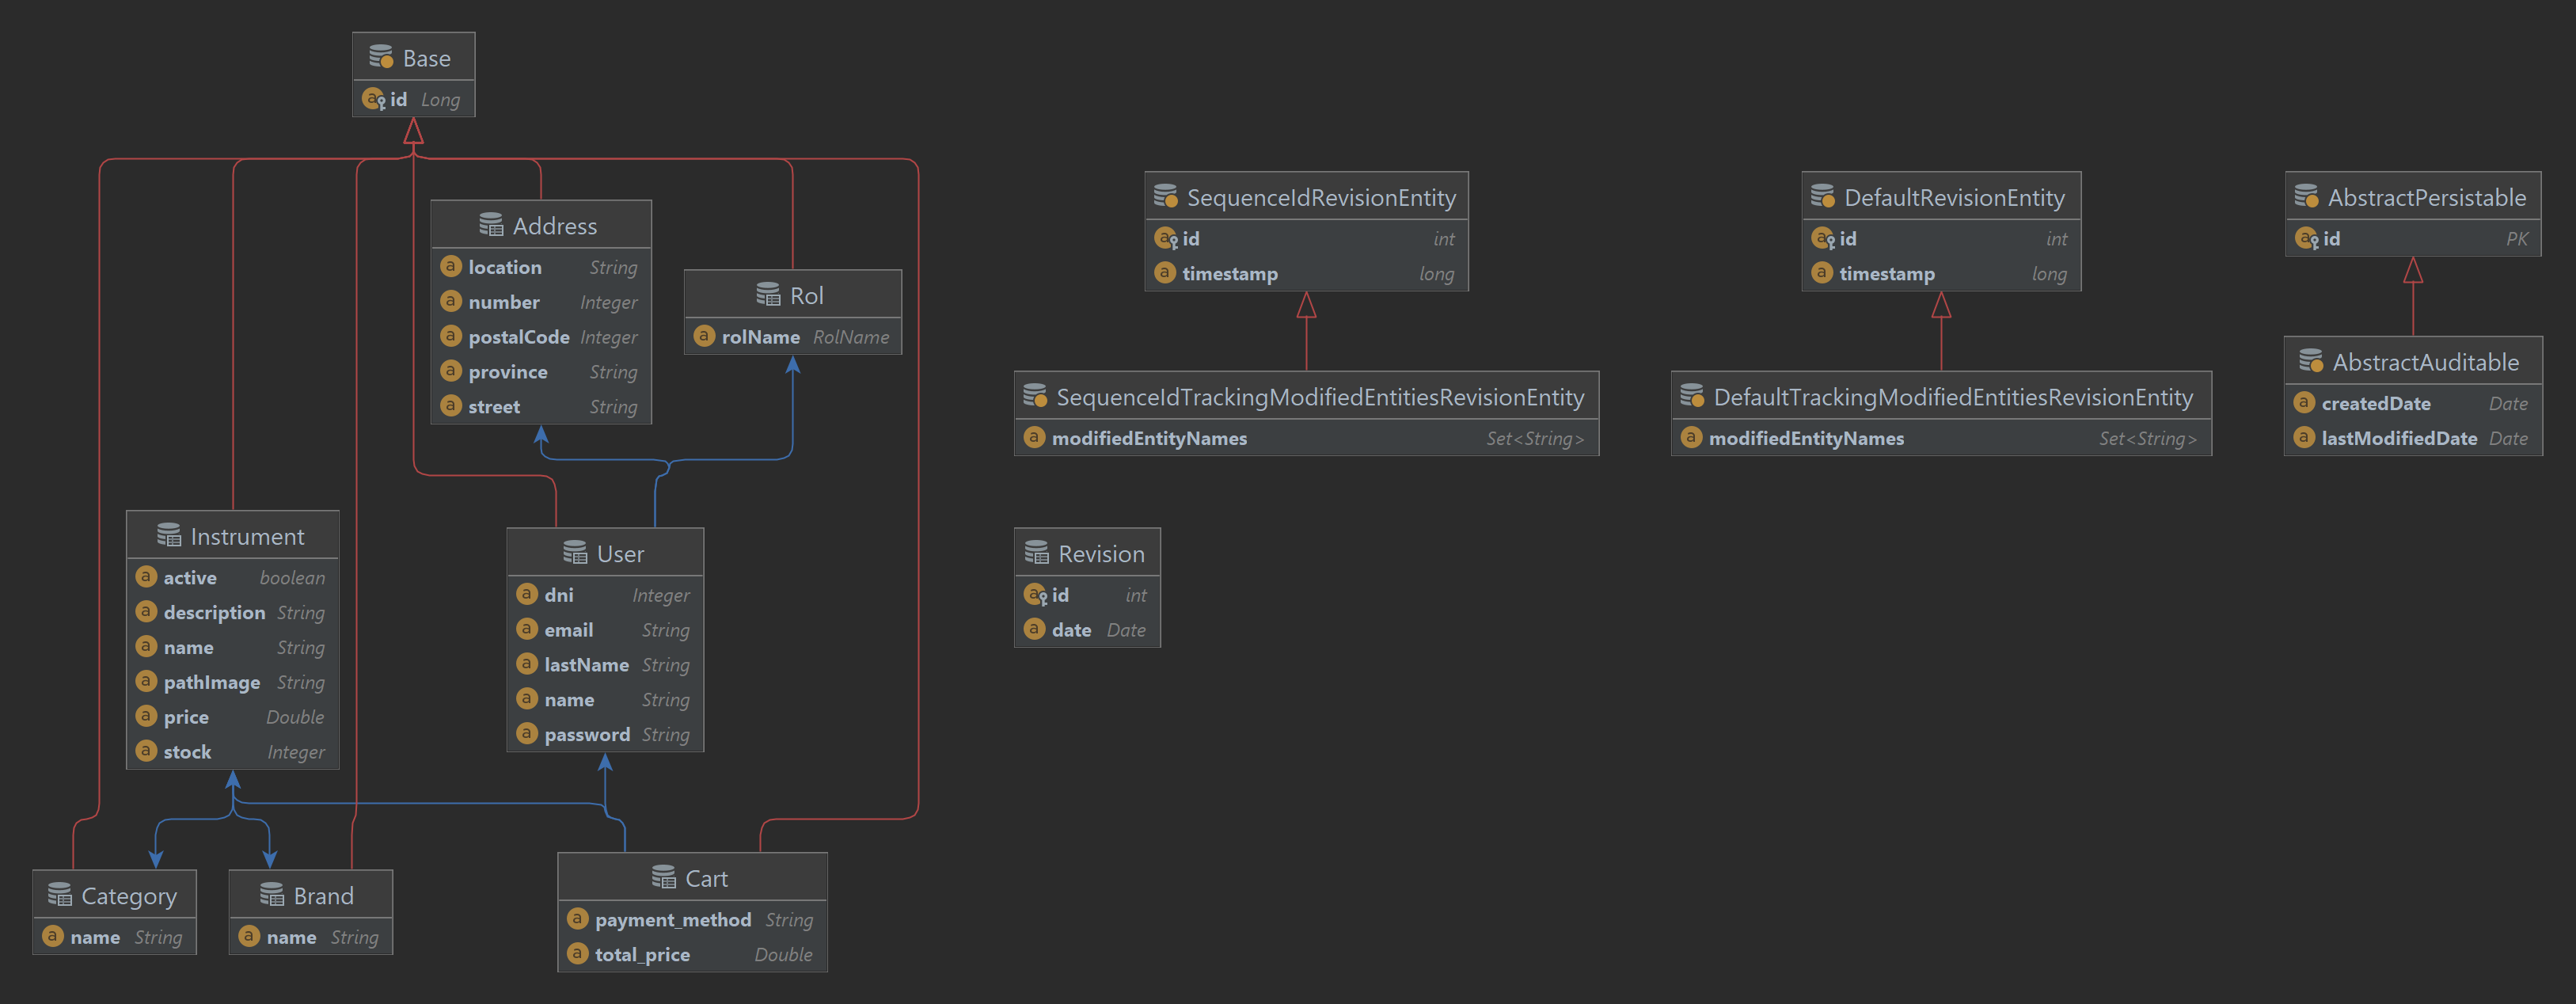 Base
id Long
Address
location String
number Integer
postalCode Integer
province String
street String
Rol
rolName RolName
Instrument
active boolean
description String
name String
pathImage String
price Double
stock Integer
User
dni Integer
email String
lastName String
name String
password String
Category
name String
Brand
name String
Cart
payment_method String
total_price Double
SequenceIdRevisionEntity
id int
timestamp long
SequenceIdTrackingModifiedEntitiesRevisionEntity
modifiedEntityNames Set<String>
Revision
id int
date Date
DefaultRevisionEntity
id int
timestamp long
DefaultTrackingModifiedEntitiesRevisionEntity
modifiedEntityNames Set<String>
AbstractPersistable
id PK
AbstractAuditable
createdDate Date
lastModifiedDate Date